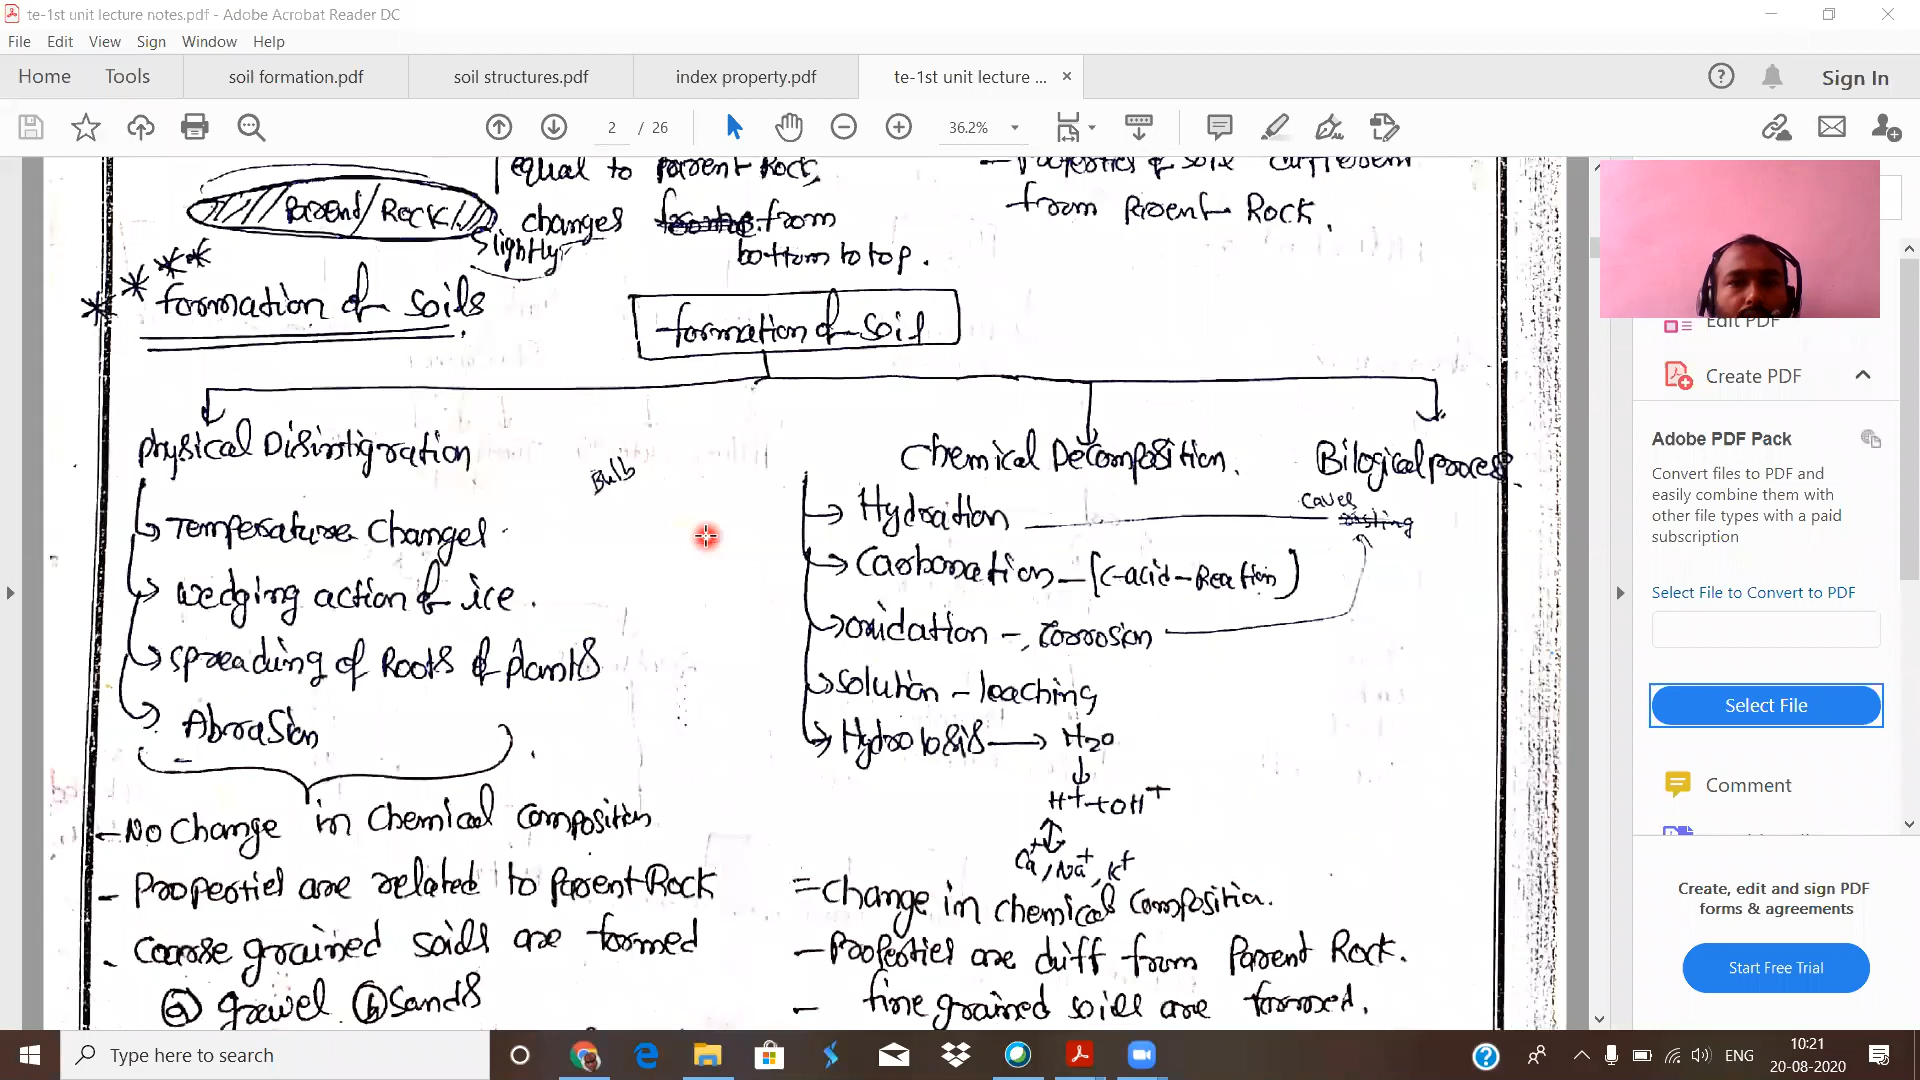 te-1st unit lecture notes.pdf - Adobe Acrobat Reader DC
File Edit View Sign Window Help
Home Tools soil formation.pdf soil structures.pdf index property.pdf te-1st unit lecture ... ×
Sign In
2 / 26 36.2%
equal to Parent Rock,
changes from
bottom to top.
Slightly
Parent Rock
Properties of soil different
from Parent Rock.
formation of soils
formation of soil
Physical Disintigration
Bulb
Temperature Changes
wedging action of ice.
spreading of Roots of plants
Abrasion
- No Change in Chemical Composition
- Properties are related to Parent Rock
- Coarse grained soils are formed
a gravel b sands
Chemical Decomposition.
Hydration
Carbonation - (C-acid-Reaction)
oxidation - corrosion
solution - leaching
Hydrolosis → H2O
H+ + OH+
Ca+, Na+, K+
= Change in chemical Composition.
- Properties are diff from Parent Rock.
- fine grained soils are formed.
Bilogical process.
caves
Edit PDF
Create PDF
Adobe PDF Pack
Convert files to PDF and
easily combine them with
other file types with a paid
subscription
Select File to Convert to PDF
Select File
Comment
Create, edit and sign PDF
forms & agreements
Start Free Trial
Type here to search
ENG
10:21
20-08-2020